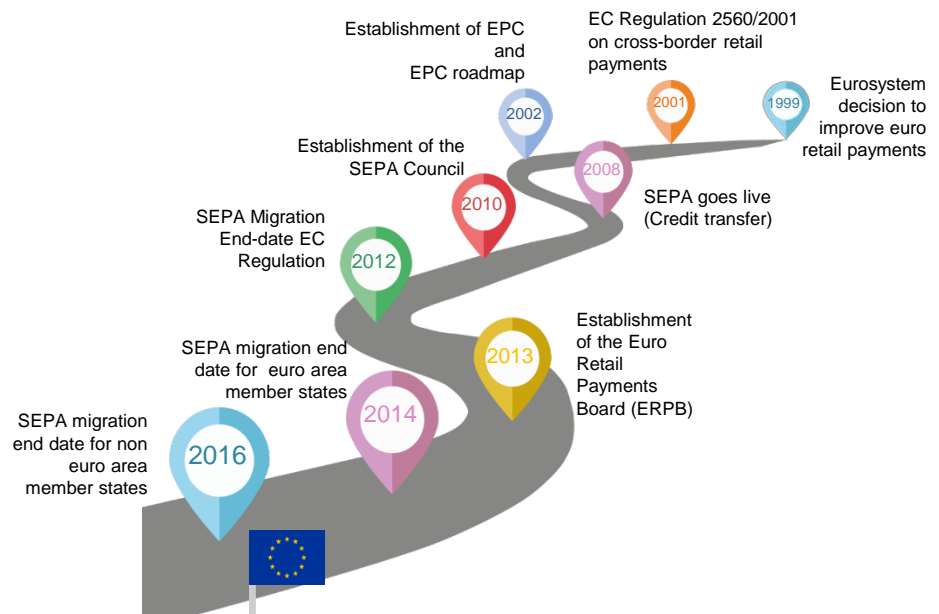 Establishment of EPC
and
EPC roadmap
2002
EC Regulation 2560/2001
on cross-border retail
payments
2001
1999
Eurosystem
decision to
improve euro
retail payments
Establishment of the
SEPA Council
2010
2008
SEPA goes live
(Credit transfer)
SEPA Migration
End-date EC
Regulation
2012
SEPA migration end
date for euro area
member states
2014
2013
Establishment
of the Euro
Retail
Payments
Board (ERPB)
SEPA migration
end date for non
euro area
member states
2016